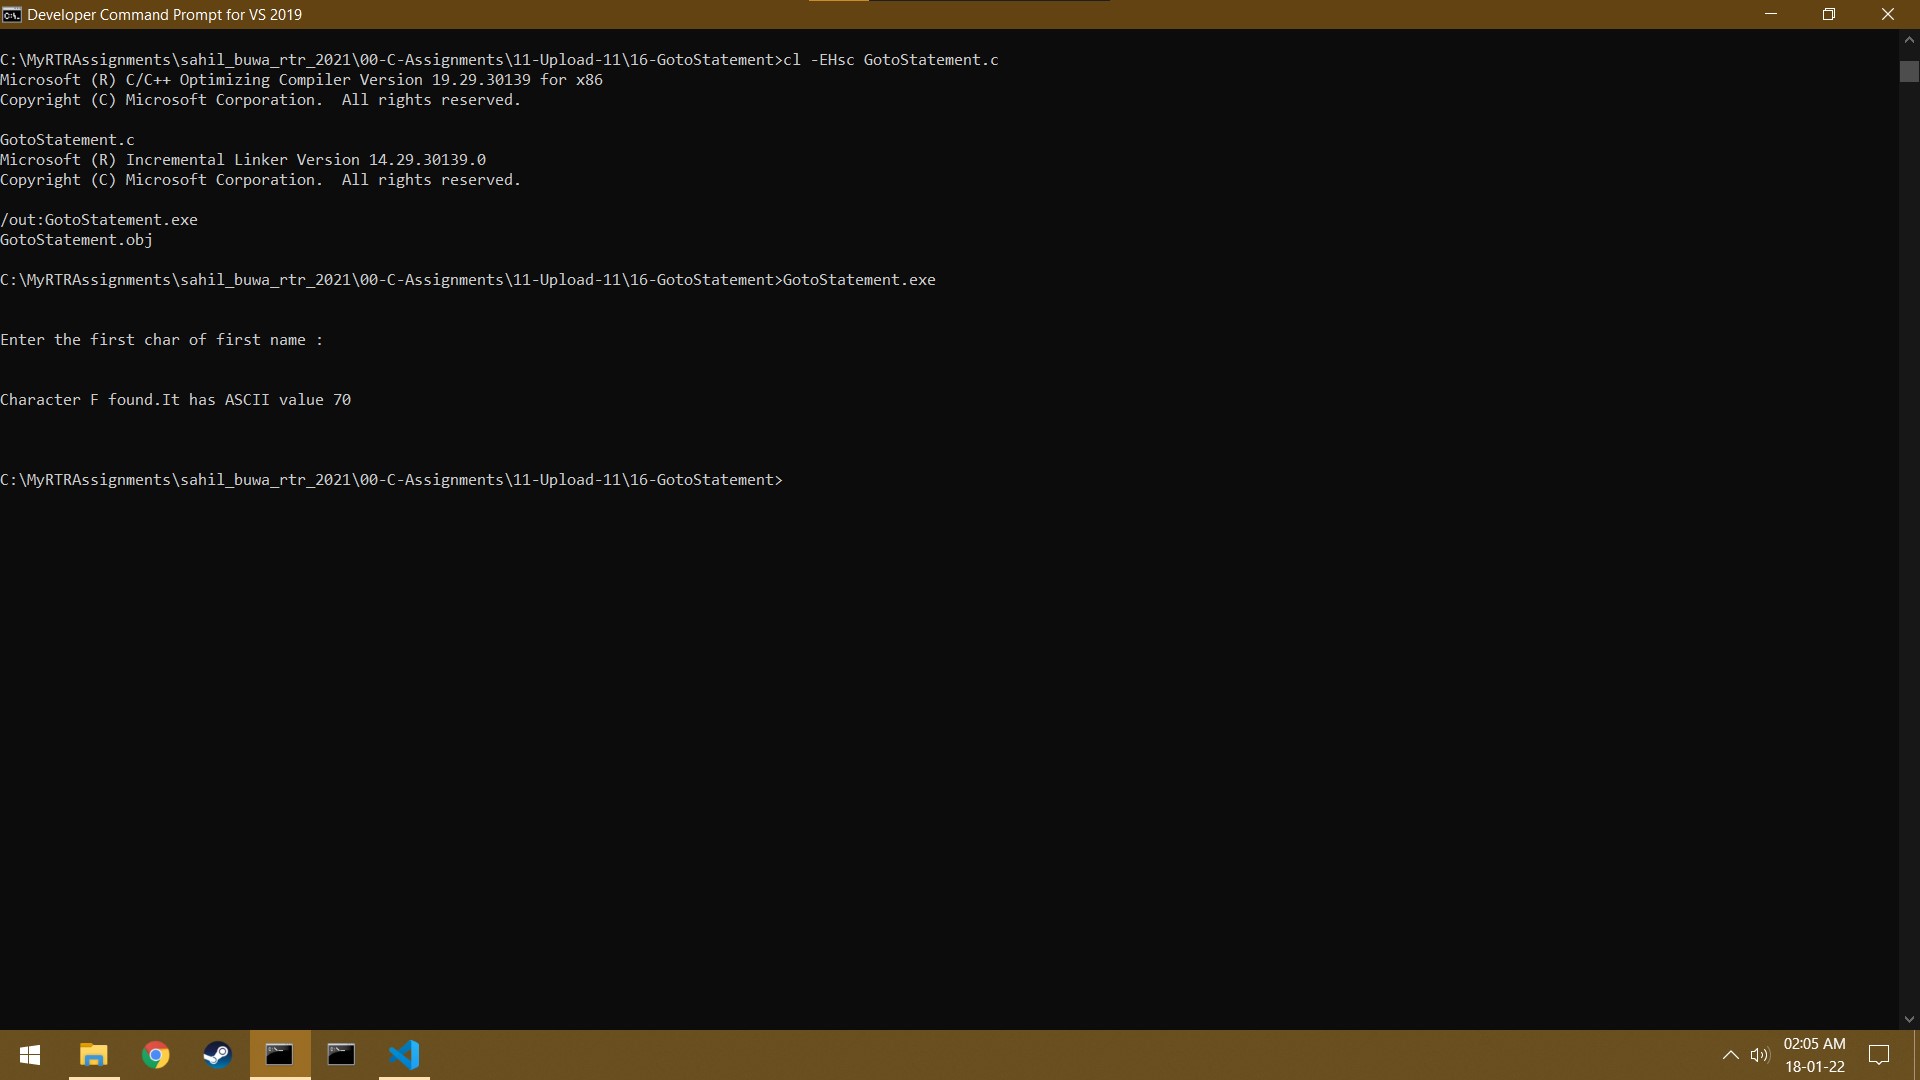 Developer Command Prompt for VS 2019
C:\MyRTRAssignments\sahil_buwa_rtr_2021\00-C-Assignments\11-Upload-11\16-GotoStatement>cl -EHsc GotoStatement.c
Microsoft (R) C/C++ Optimizing Compiler Version 19.29.30139 for x86
Copyright (C) Microsoft Corporation.  All rights reserved.
GotoStatement.c
Microsoft (R) Incremental Linker Version 14.29.30139.0
Copyright (C) Microsoft Corporation.  All rights reserved.
/out:GotoStatement.exe
GotoStatement.obj
C:\MyRTRAssignments\sahil_buwa_rtr_2021\00-C-Assignments\11-Upload-11\16-GotoStatement>GotoStatement.exe
Enter the first char of first name :
Character F found.It has ASCII value 70
C:\MyRTRAssignments\sahil_buwa_rtr_2021\00-C-Assignments\11-Upload-11\16-GotoStatement>
02:05 AM
18-01-22